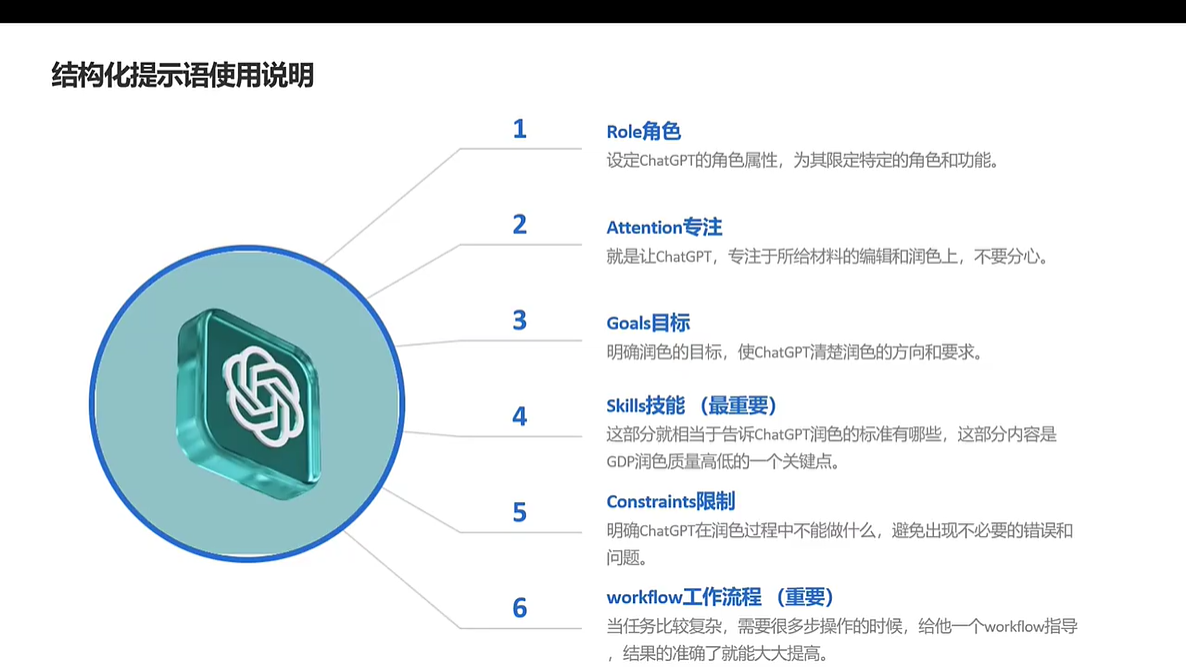 结构化提示语使用说明
1
Role角色
设定ChatGPT的角色属性，为其限定特定的角色和功能。
2
Attention专注
就是让ChatGPT，专注于所给材料的编辑和润色上，不要分心。
3
Goals目标
明确润色的目标，使ChatGPT清楚润色的方向和要求。
4
Skills技能 （最重要）
这部分就相当于告诉ChatGPT润色的标准有哪些，这部分内容是
GDP润色质量高低的一个关键点。
5
Constraints限制
明确ChatGPT在润色过程中不能做什么，避免出现不必要的错误和
问题。
6
workflow工作流程 （重要）
当任务比较复杂，需要很多步操作的时候，给他一个workflow指导
，结果的准确了就能大大提高。